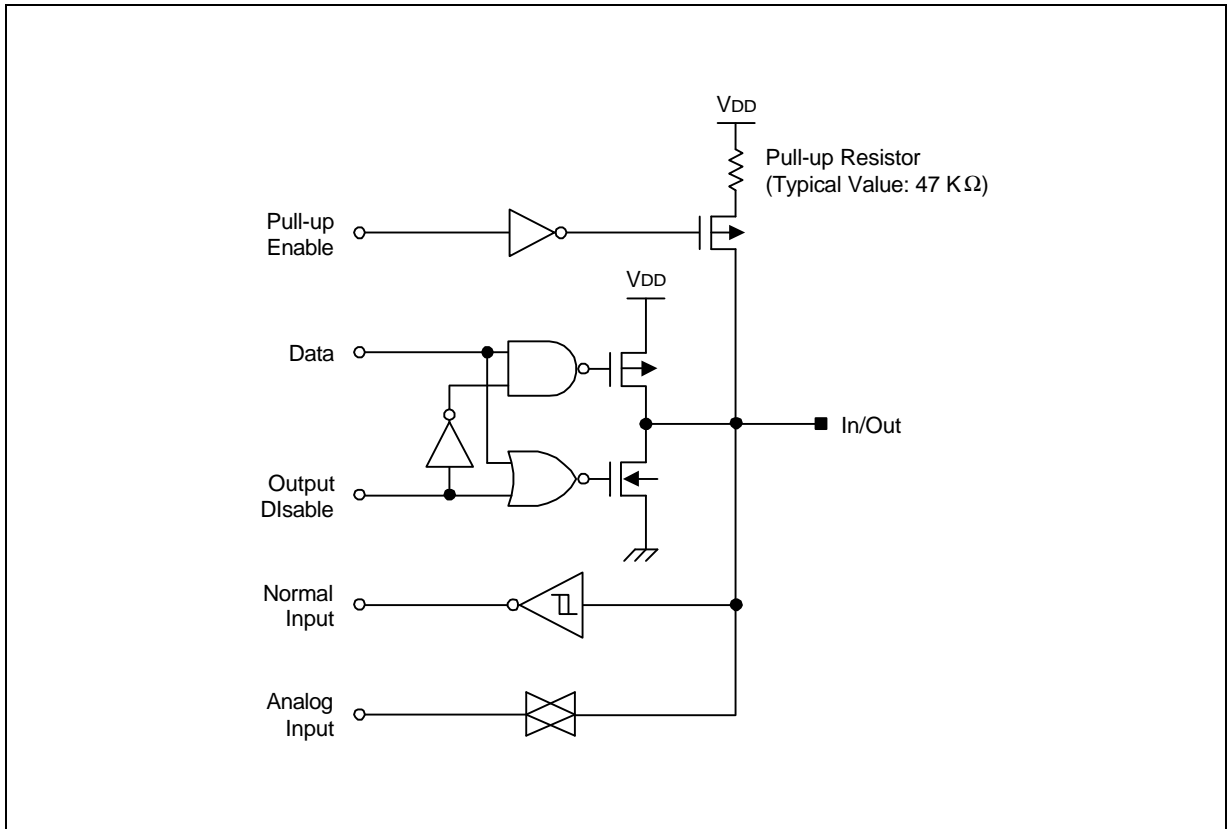 VDD
Pull-up Resistor
(Typical Value: 47 KΩ)
Pull-up
Enable
VDD
Data
In/Out
Output
DIsable
Normal
Input
Analog
Input